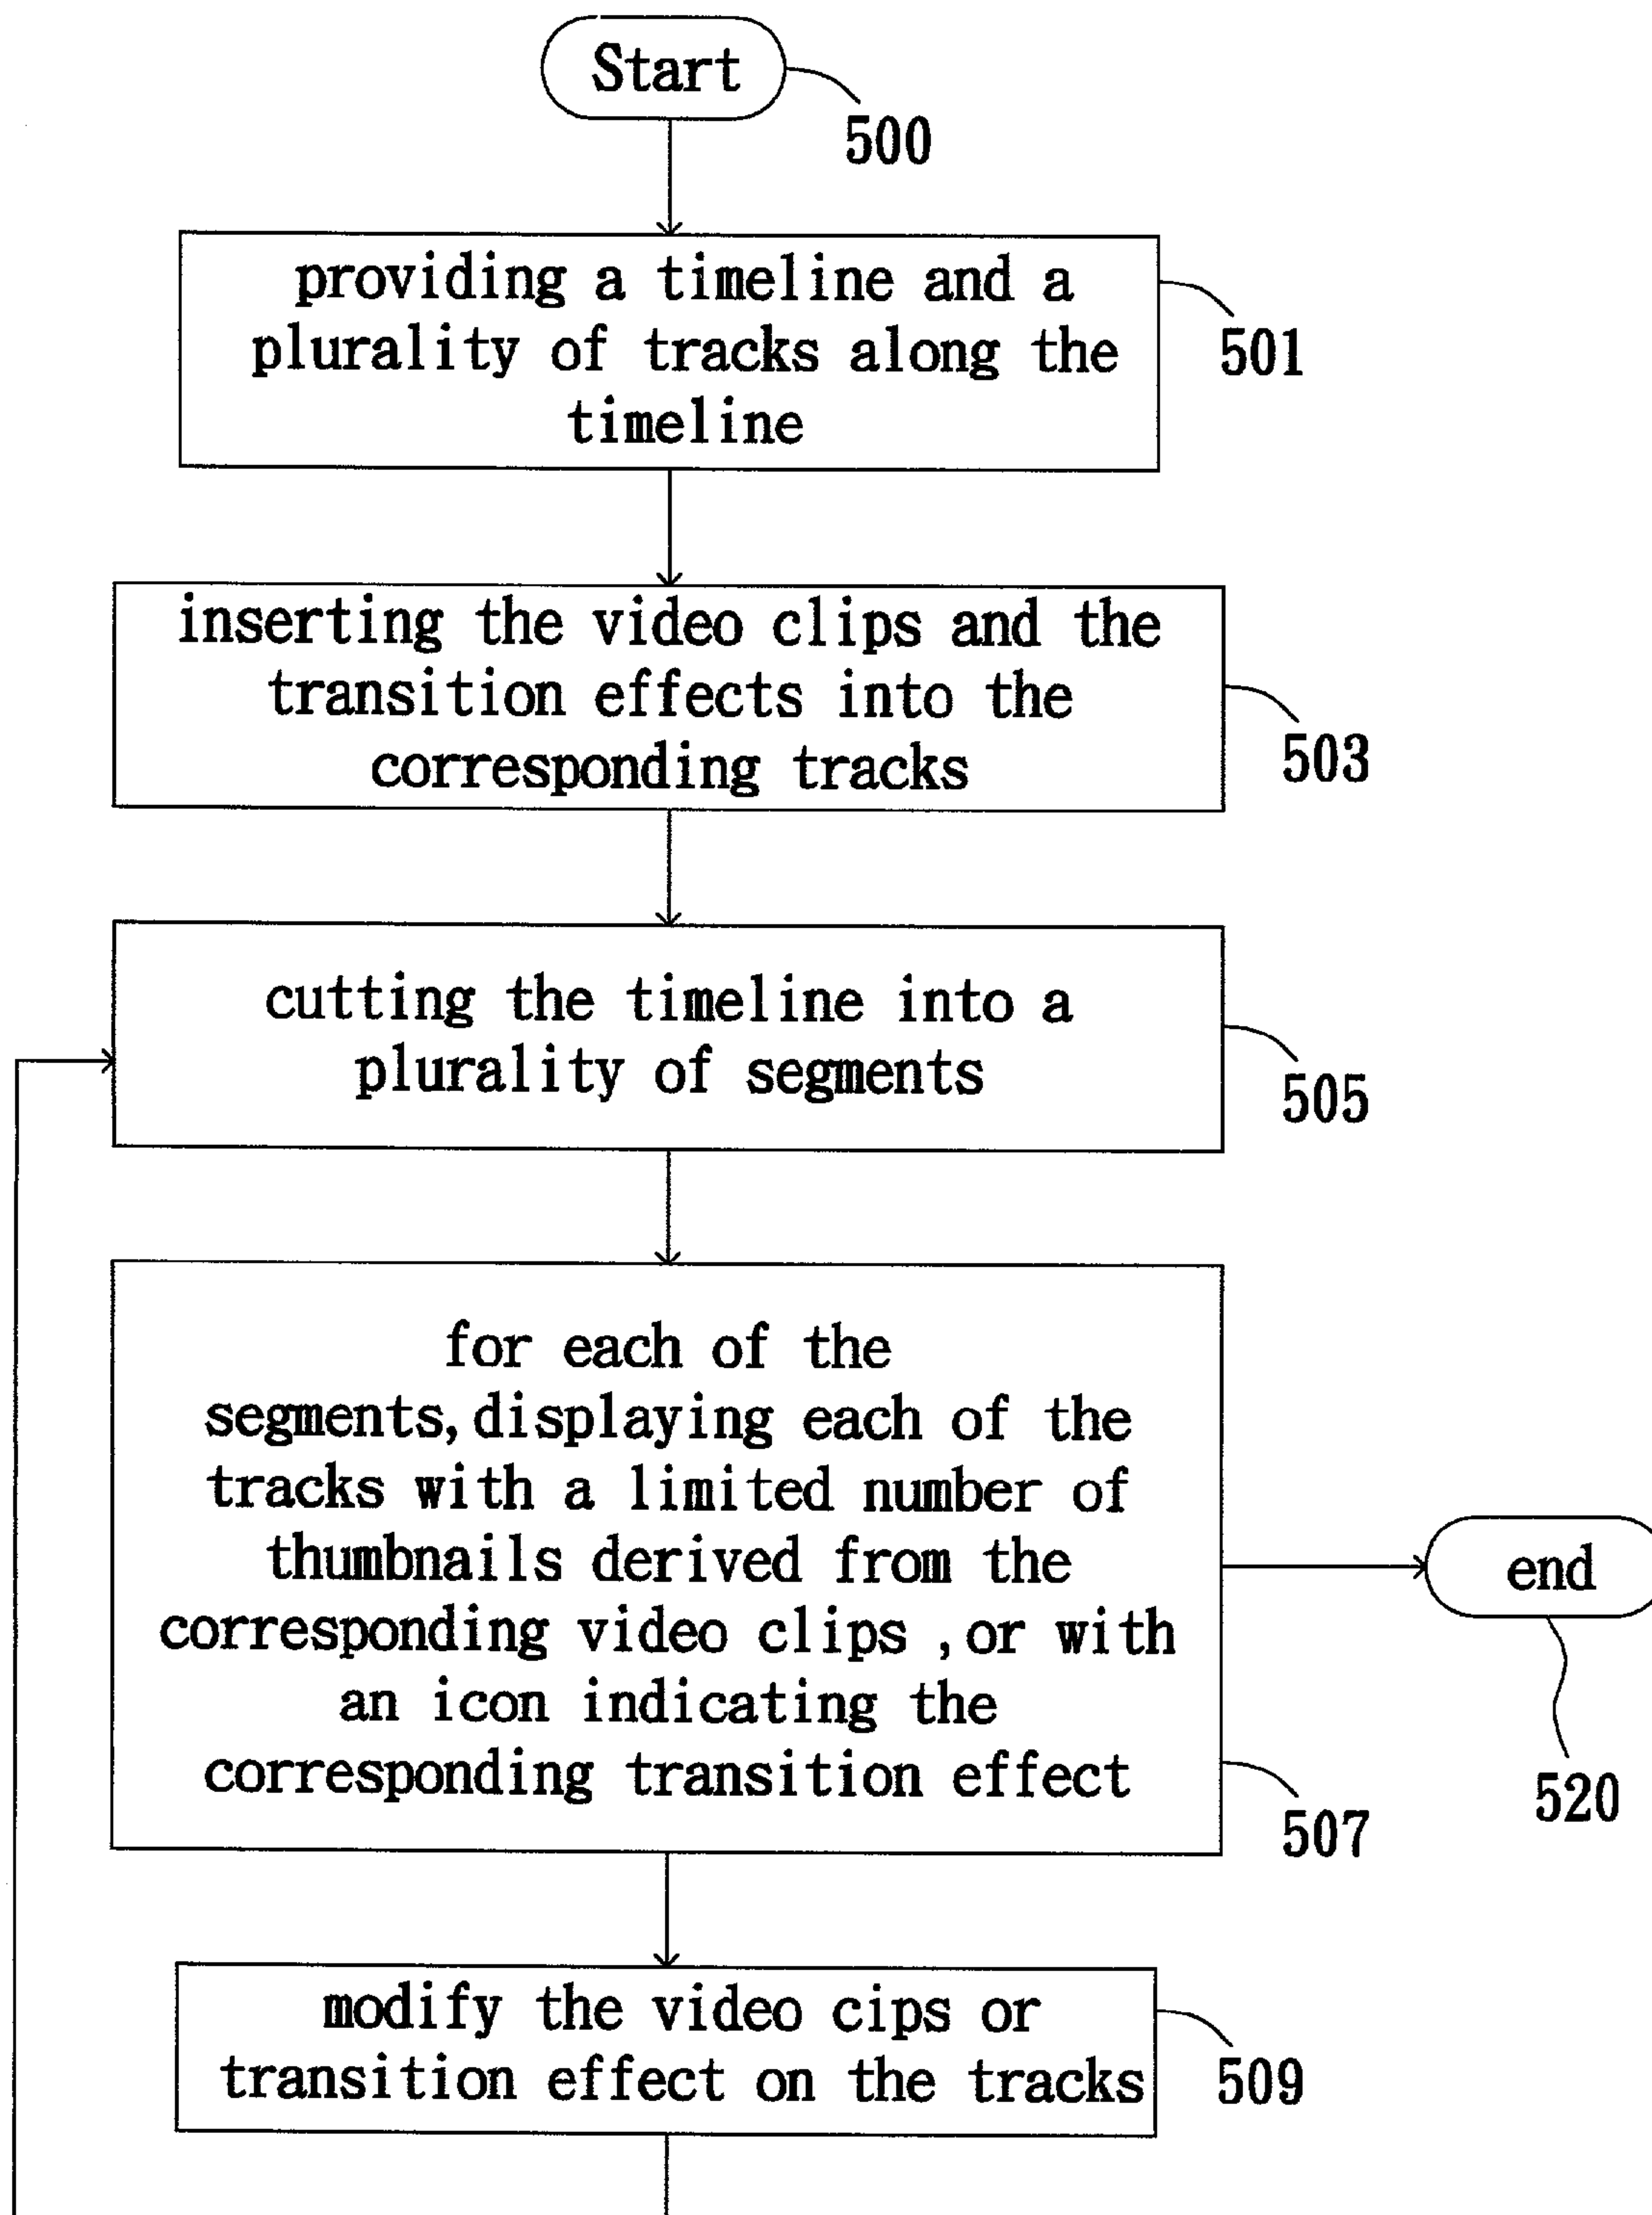 Start
500
providing a timeline and a
plurality of tracks along the
timeline
501
inserting the video clips and the
transition effects into the
corresponding tracks
503
cutting the timeline into a
plurality of segments
505
for each of the
segments,displaying each of the
tracks with a limited number of
thumbnails derived from the
corresponding video clips ,or with
an icon indicating the
corresponding transition effect
507
end
520
modify the video cips or
transition effect on the tracks
509